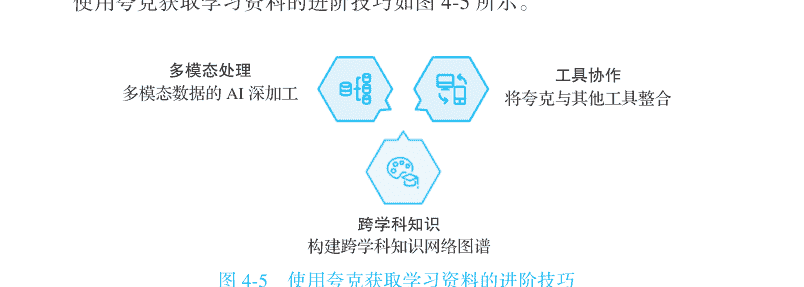 使用夸克获取学习资料的进阶技巧如图 4-5 所示。
多模态处理
多模态数据的 AI 深加工
工具协作
将夸克与其他工具整合
跨学科知识
构建跨学科知识网络图谱
图 4-5 使用夸克获取学习资料的进阶技巧